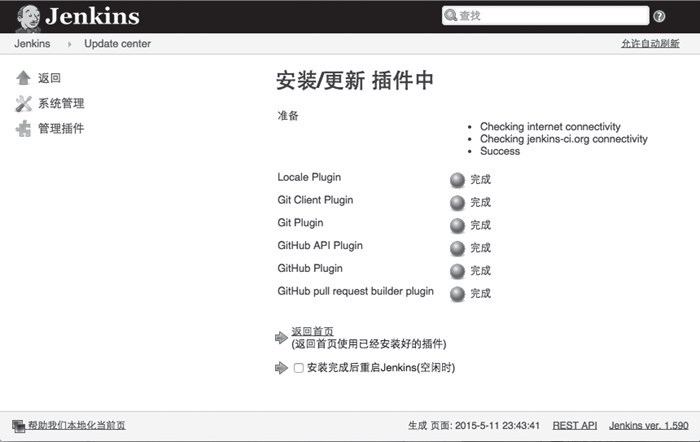 Jenkins
查找
Jenkins Update center
允许自动刷新
返回
系统管理
管理插件
安装/更新 插件中
准备
Checking internet connectivity
Checking jenkins-ci.org connectivity
Success
Locale Plugin 完成
Git Client Plugin 完成
Git Plugin 完成
GitHub API Plugin 完成
GitHub Plugin 完成
GitHub pull request builder plugin 完成
返回首页
(返回首页使用已经安装好的插件)
安装完成后重启Jenkins(空闲时)
帮助我们本地化当前页 生成 页面: 2015-5-11 23:43:41 REST API Jenkins ver. 1.590